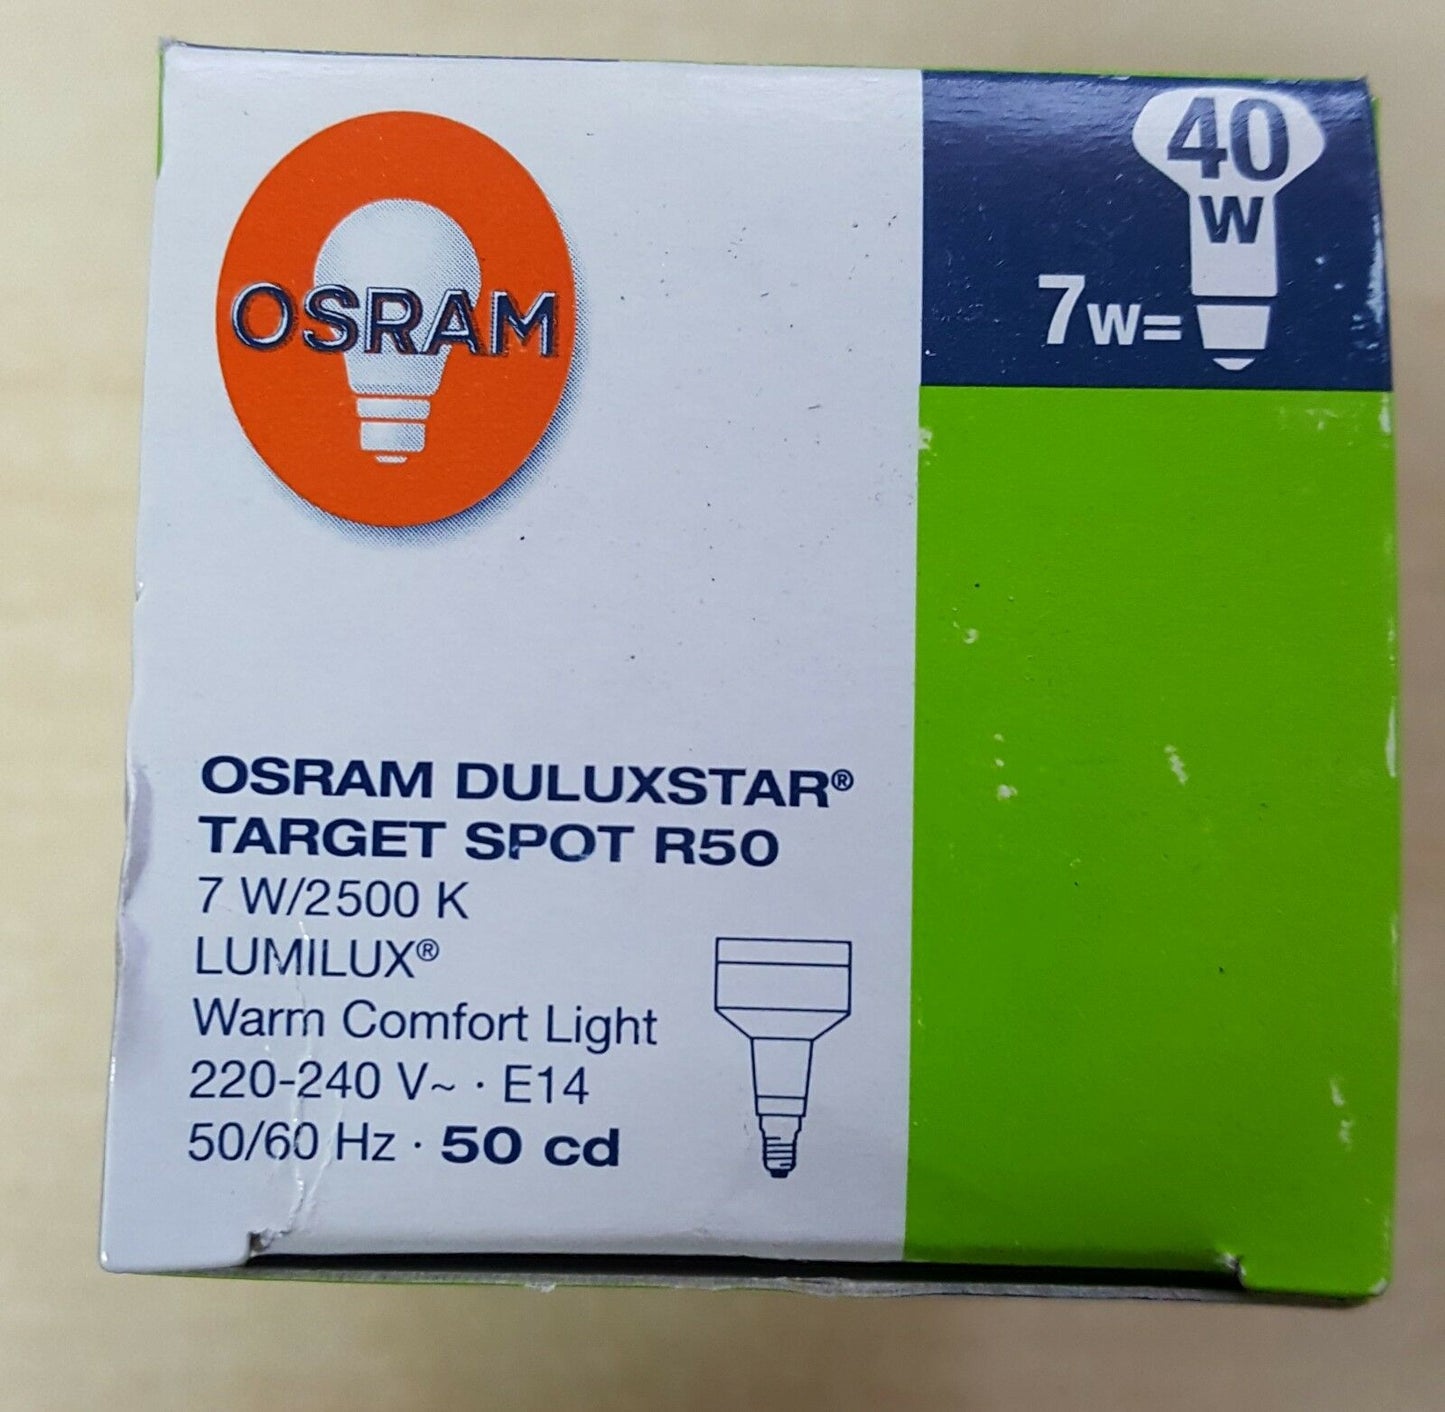 OSRAM
40
W
7W=
OSRAM DULUXSTAR®
TARGET SPOT R50
7 W/2500 K
LUMILUX®
Warm Comfort Light
220-240 V~ · E14
50/60 Hz · 50 cd